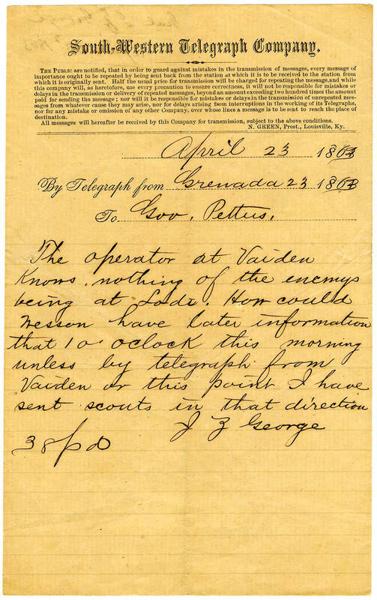 South-Western Telegraph Company.
THE PUBLIC are notified, that in order to guard against mistakes in the transmission of messages, every message of
importance ought to be repeated by being sent back from the station at which it is to be received to the station from
which it is originally sent. Half the usual price for transmission will be charged for repeating the message, and while
this company will, as heretofore, use every precaution to ensure correctness, it will not be responsible for mistakes or
delays in the transmission or delivery of repeated messages, beyond an amount exceeding two hundred times the amount
paid for sending the message; nor will it be responsible for mistakes or delays in the transmission of unrepeated mess-
ages from whatever cause they may arise, nor for delays arising from interruptions in the working of its Telegraphs,
nor for any mistake or omission of any other Company over whose lines a message is to be sent to reach the place of
destination.
All messages will hereafter be received by this Company for transmission, subject to the above conditions.
N. GREEN, Prest., Louisville, Ky.
April 23 1863
By Telegraph from Grenada 23 1863
To Gov. Pettus.
The operator at Vaiden
Knows nothing of the enemys
being at Lodi. How could
Wesson have later information
that 10 oclock this morning
unless by telegraph from
Vaiden or this point I have
sent scouts in that direction
J Z George
38 pd